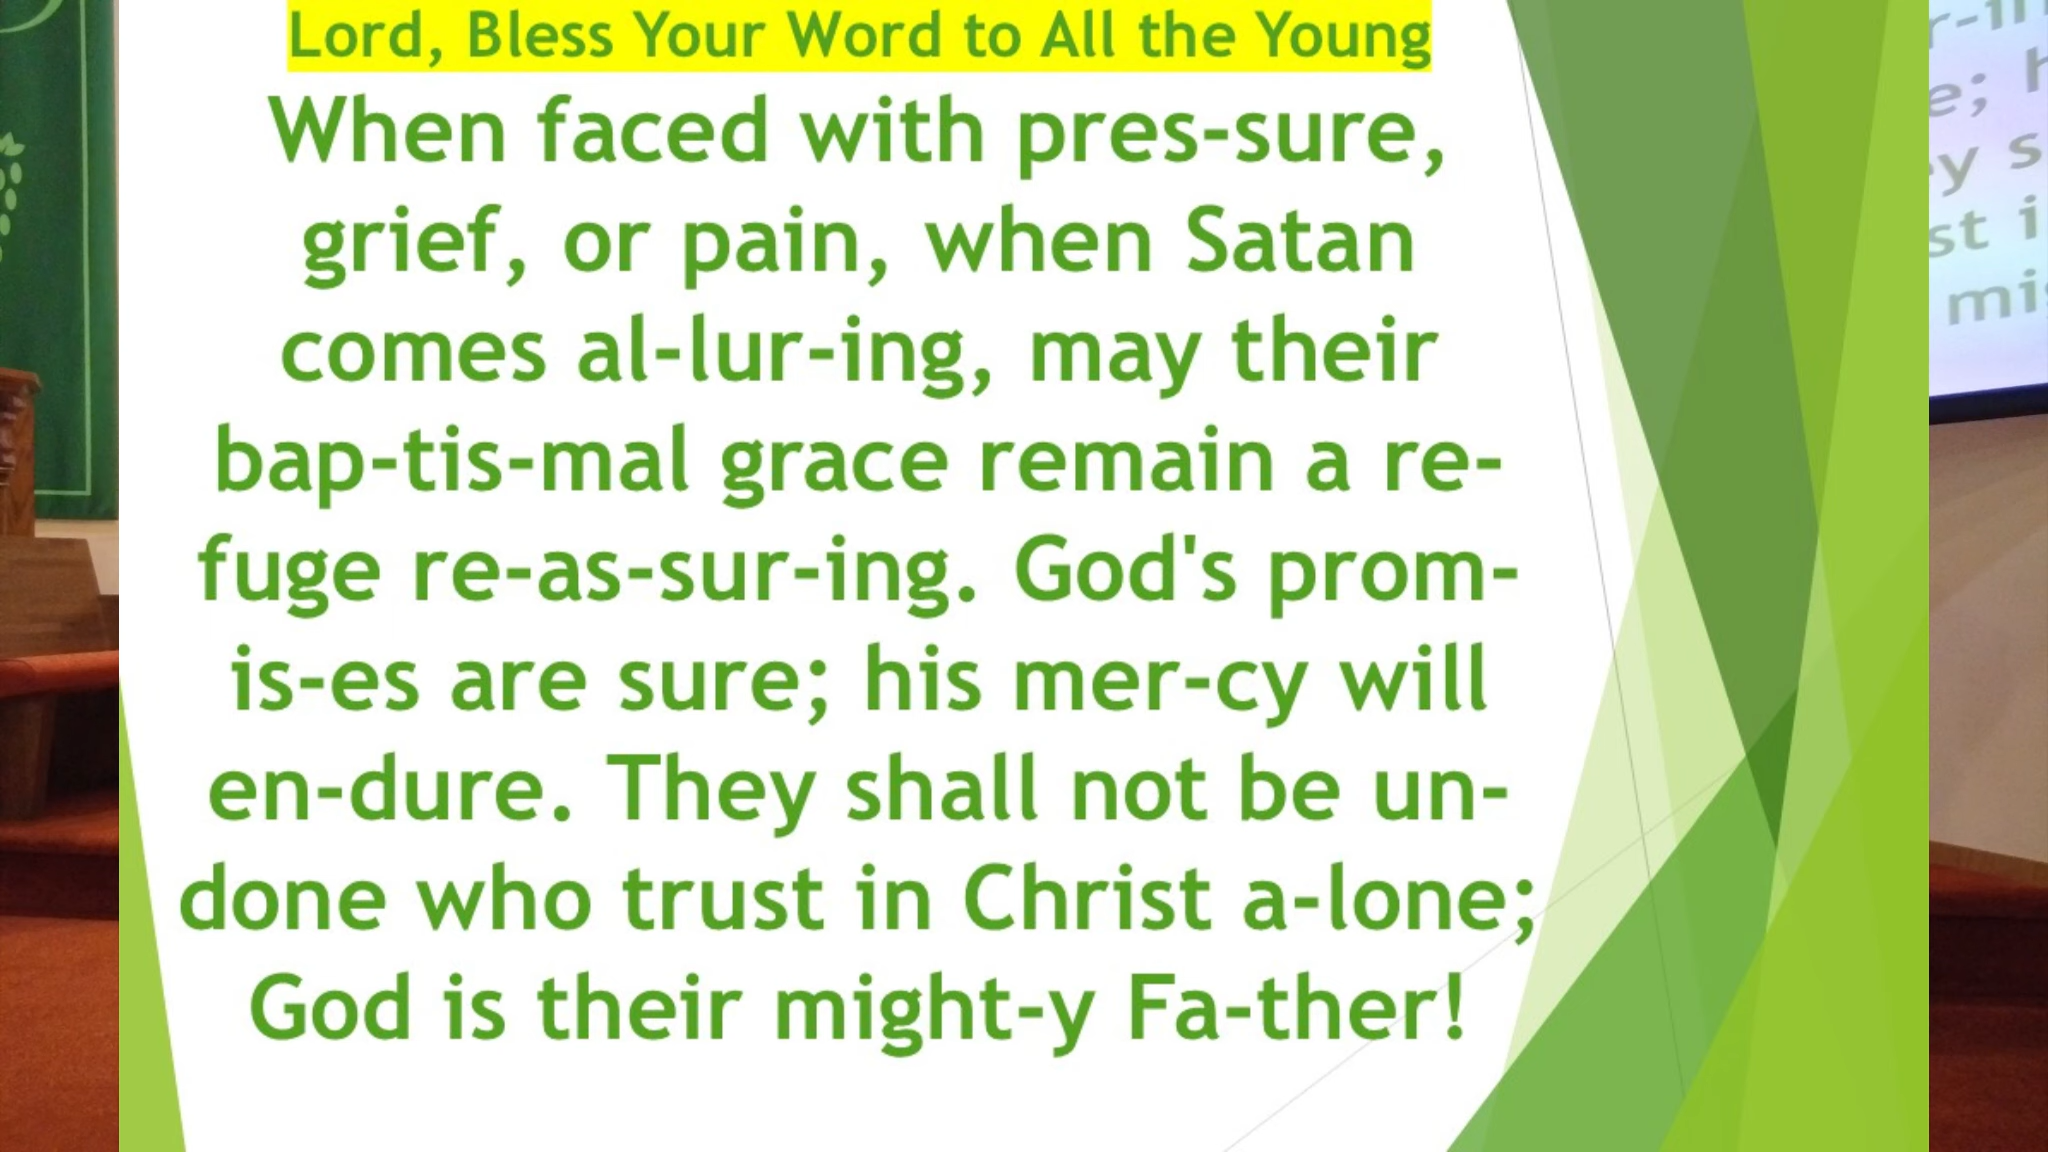 Lord, Bless Your Word to All the Young
When faced with pres-sure,
grief, or pain, when Satan
comes al-lur-ing, may their
bap-tis-mal grace remain a re-
fuge re-as-sur-ing. God's prom-
is-es are sure; his mer-cy will
en-dure. They shall not be un-
done who trust in Christ a-lone;
God is their might-y Fa-ther!